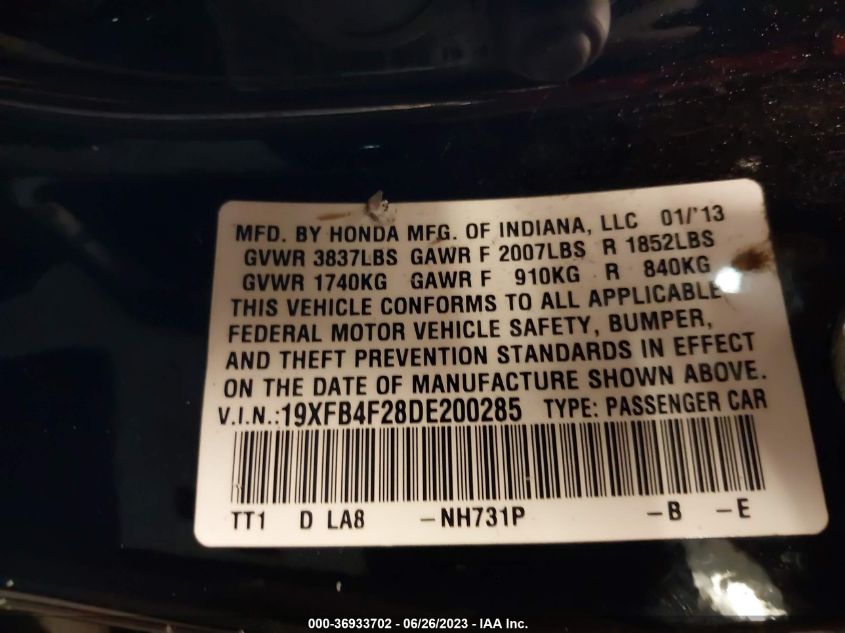 MFD. BY HONDA MFG. OF INDIANA, LLC 01/'13
GVWR 3837LBS GAWR F 2007LBS R 1852LBS
GVWR 1740KG GAWR F 910KG R 840KG
THIS VEHICLE CONFORMS TO ALL APPLICABLE
FEDERAL MOTOR VEHICLE SAFETY, BUMPER,
AND THEFT PREVENTION STANDARDS IN EFFECT
ON THE DATE OF MANUFACTURE SHOWN ABOVE.
V.I.N.:19XFB4F28DE200285 TYPE: PASSENGER CAR
TT1 D LA8 -NH731P -B -E
000-36933702 - 06/26/2023 - IAA Inc.